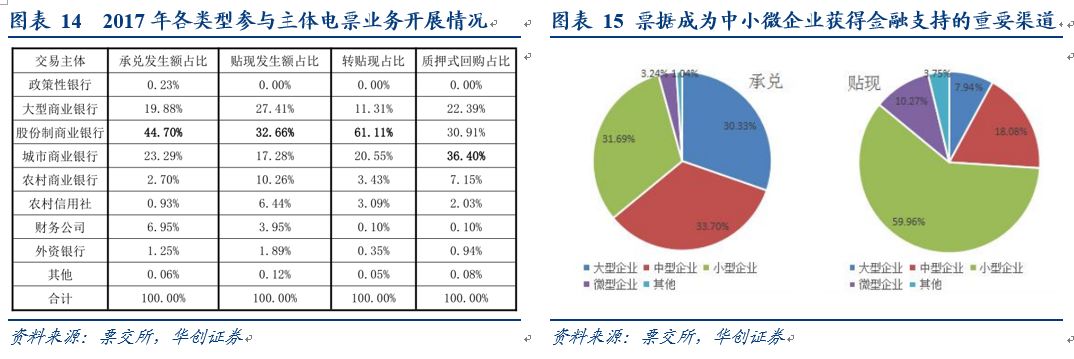 图表 14 2017 年各类型参与主体电票业务开展情况
交易主体 承兑发生额占比 贴现发生额占比 转贴现占比 质押式回购占比
政策性银行 0.23% 0.00% 0.00% 0.00%
大型商业银行 19.88% 27.41% 11.31% 22.39%
股份制商业银行 44.70% 32.66% 61.11% 30.91%
城市商业银行 23.29% 17.28% 20.55% 36.40%
农村商业银行 2.70% 10.26% 3.43% 7.15%
农村信用社 0.93% 6.44% 3.09% 2.03%
财务公司 6.95% 3.95% 0.10% 0.10%
外资银行 1.25% 1.89% 0.35% 0.94%
其他 0.06% 0.12% 0.05% 0.08%
合计 100.00% 100.00% 100.00% 100.00%
资料来源：票交所，华创证券
图表 15 票据成为中小微企业获得金融支持的重要渠道
承兑
3.24% 1.04%
30.33%
31.69%
33.70%
大型企业 中型企业 小型企业
微型企业 其他
贴现
3.75% 7.94%
10.27%
18.08%
59.96%
大型企业 中型企业 小型企业
微型企业 其他
资料来源：票交所，华创证券